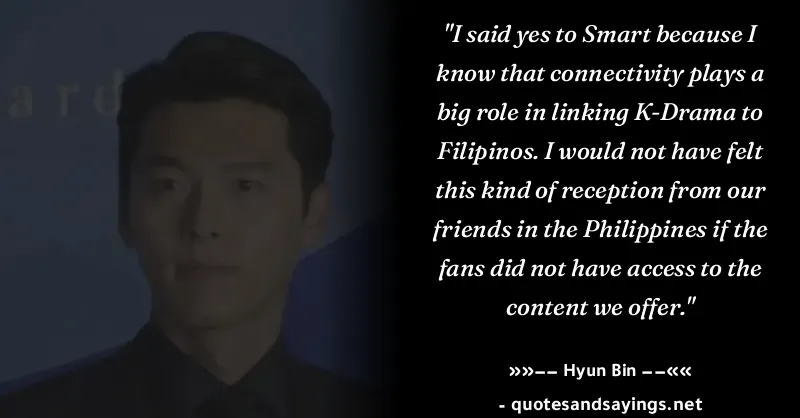 ard
"I said yes to Smart because I
know that connectivity plays a
big role in linking K-Drama to
Filipinos. I would not have felt
this kind of reception from our
friends in the Philippines if the
fans did not have access to the
content we offer."
»»—— Hyun Bin ——««
- quotesandsayings.net